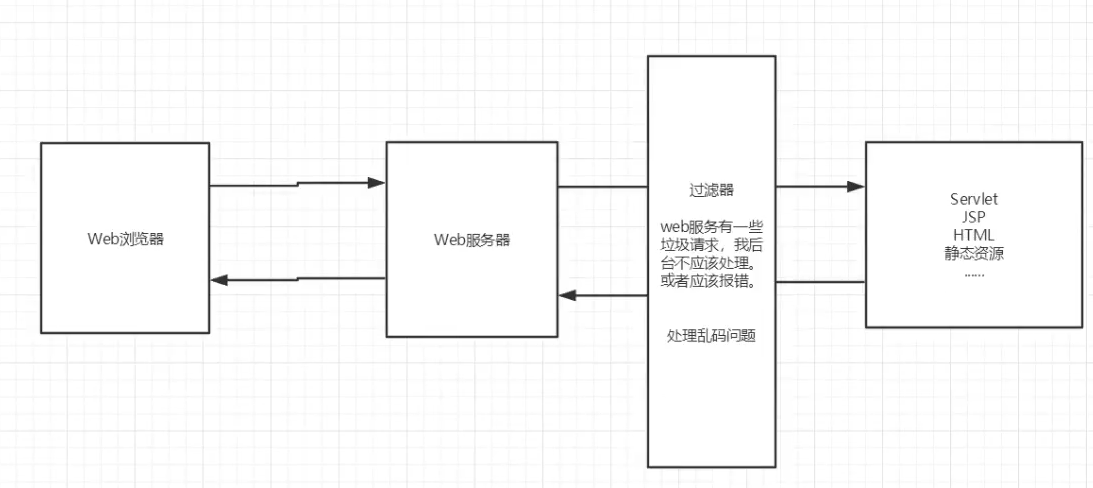 Web浏览器
Web服务器
过滤器
web服务有一些
垃圾请求，我后
台不应该处理。
或者应该报错。
处理乱码问题
Servlet
JSP
HTML
静态资源
......